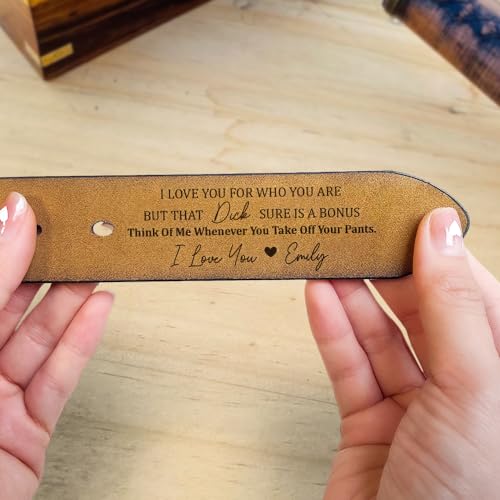 I LOVE YOU FOR WHO YOU ARE
BUT THAT Dick SURE IS A BONUS
Think Of Me Whenever You Take Off Your Pants.
I Love You ♥ Emily